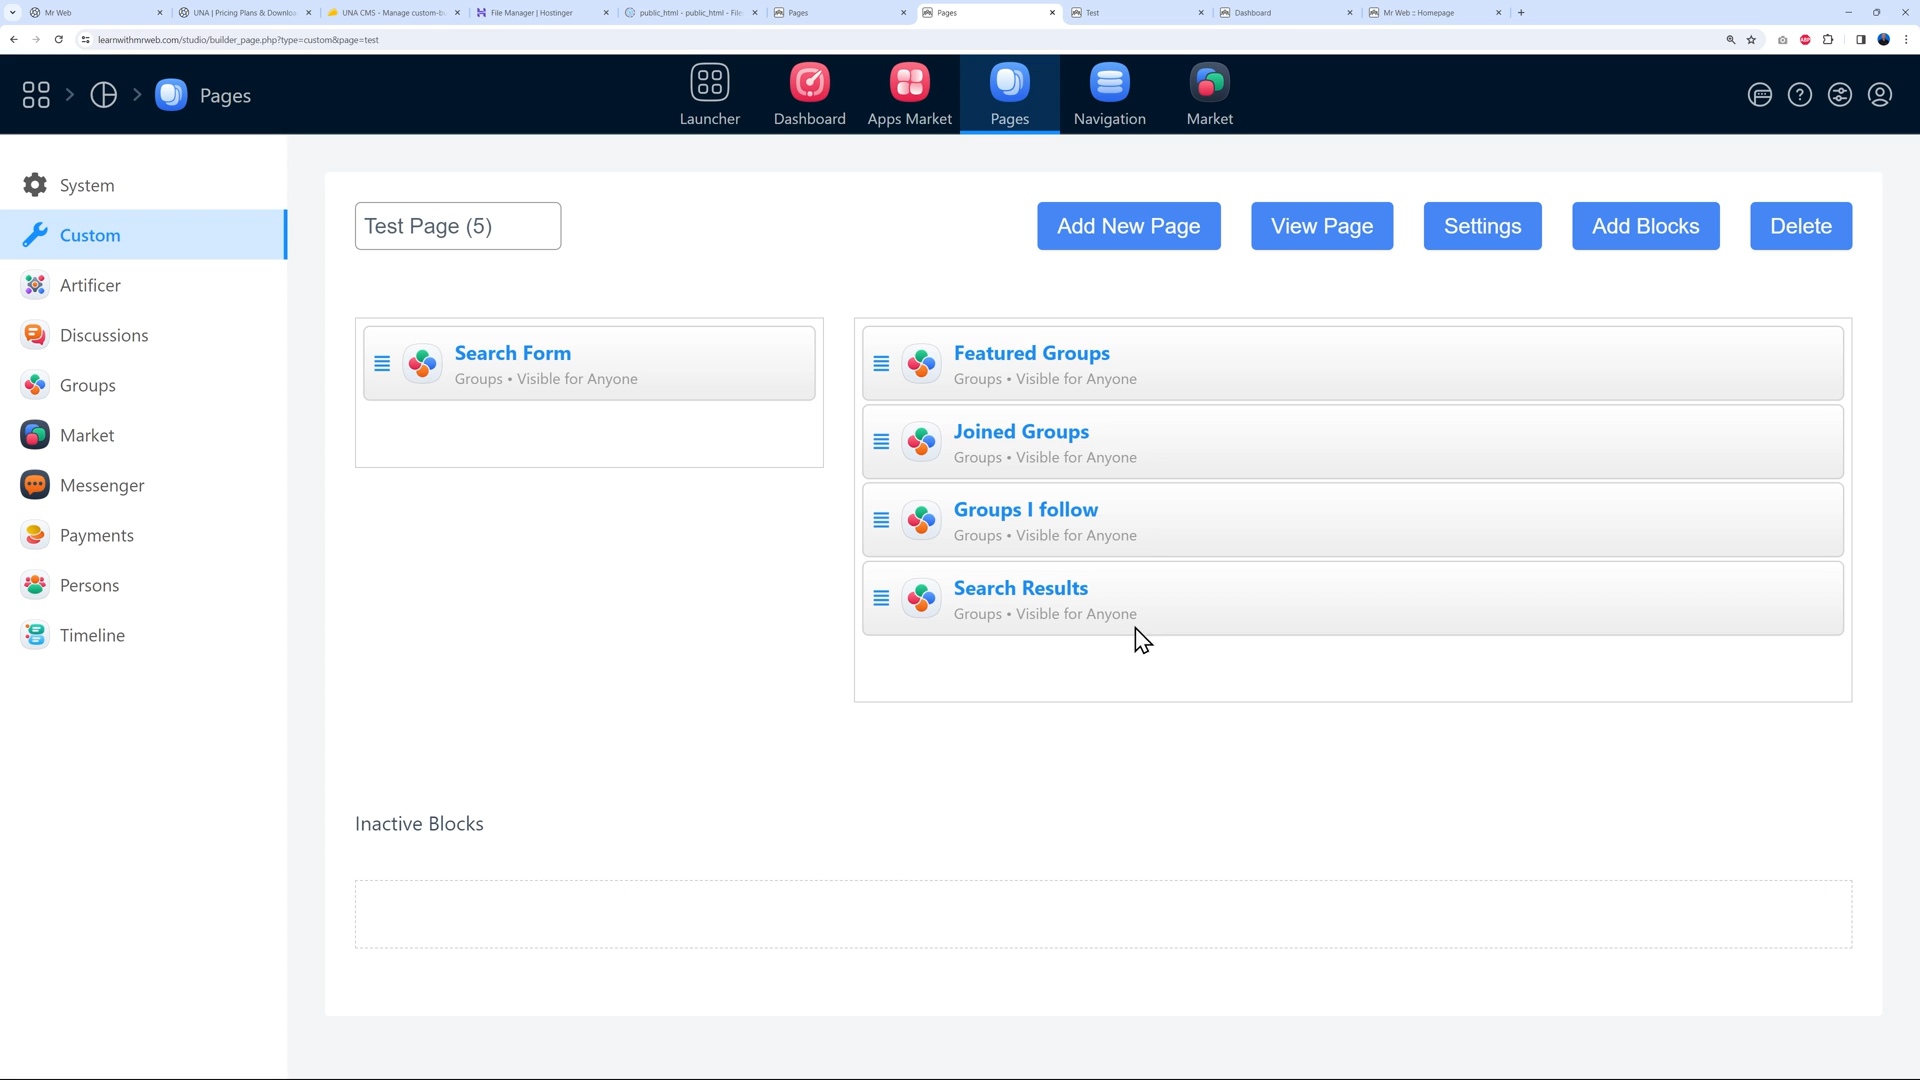 Mr Web
UNA | Pricing Plans & Downloa
UNA CMS - Manage custom-b
File Manager | Hostinger
public_html - public_html - File
Pages
Pages
Test
Dashboard
Mr Web :: Homepage
learnwithmrweb.com/studio/builder_page.php?type=custom&page=test
ABP
Pages
Launcher
Dashboard
Apps Market
Pages
Navigation
Market
System
Custom
Artificer
Discussions
Groups
Market
Messenger
Payments
Persons
Timeline
Test Page (5)
Add New Page
View Page
Settings
Add Blocks
Delete
Search Form
Groups • Visible for Anyone
Featured Groups
Groups • Visible for Anyone
Joined Groups
Groups • Visible for Anyone
Groups I follow
Groups • Visible for Anyone
Search Results
Groups • Visible for Anyone
Inactive Blocks